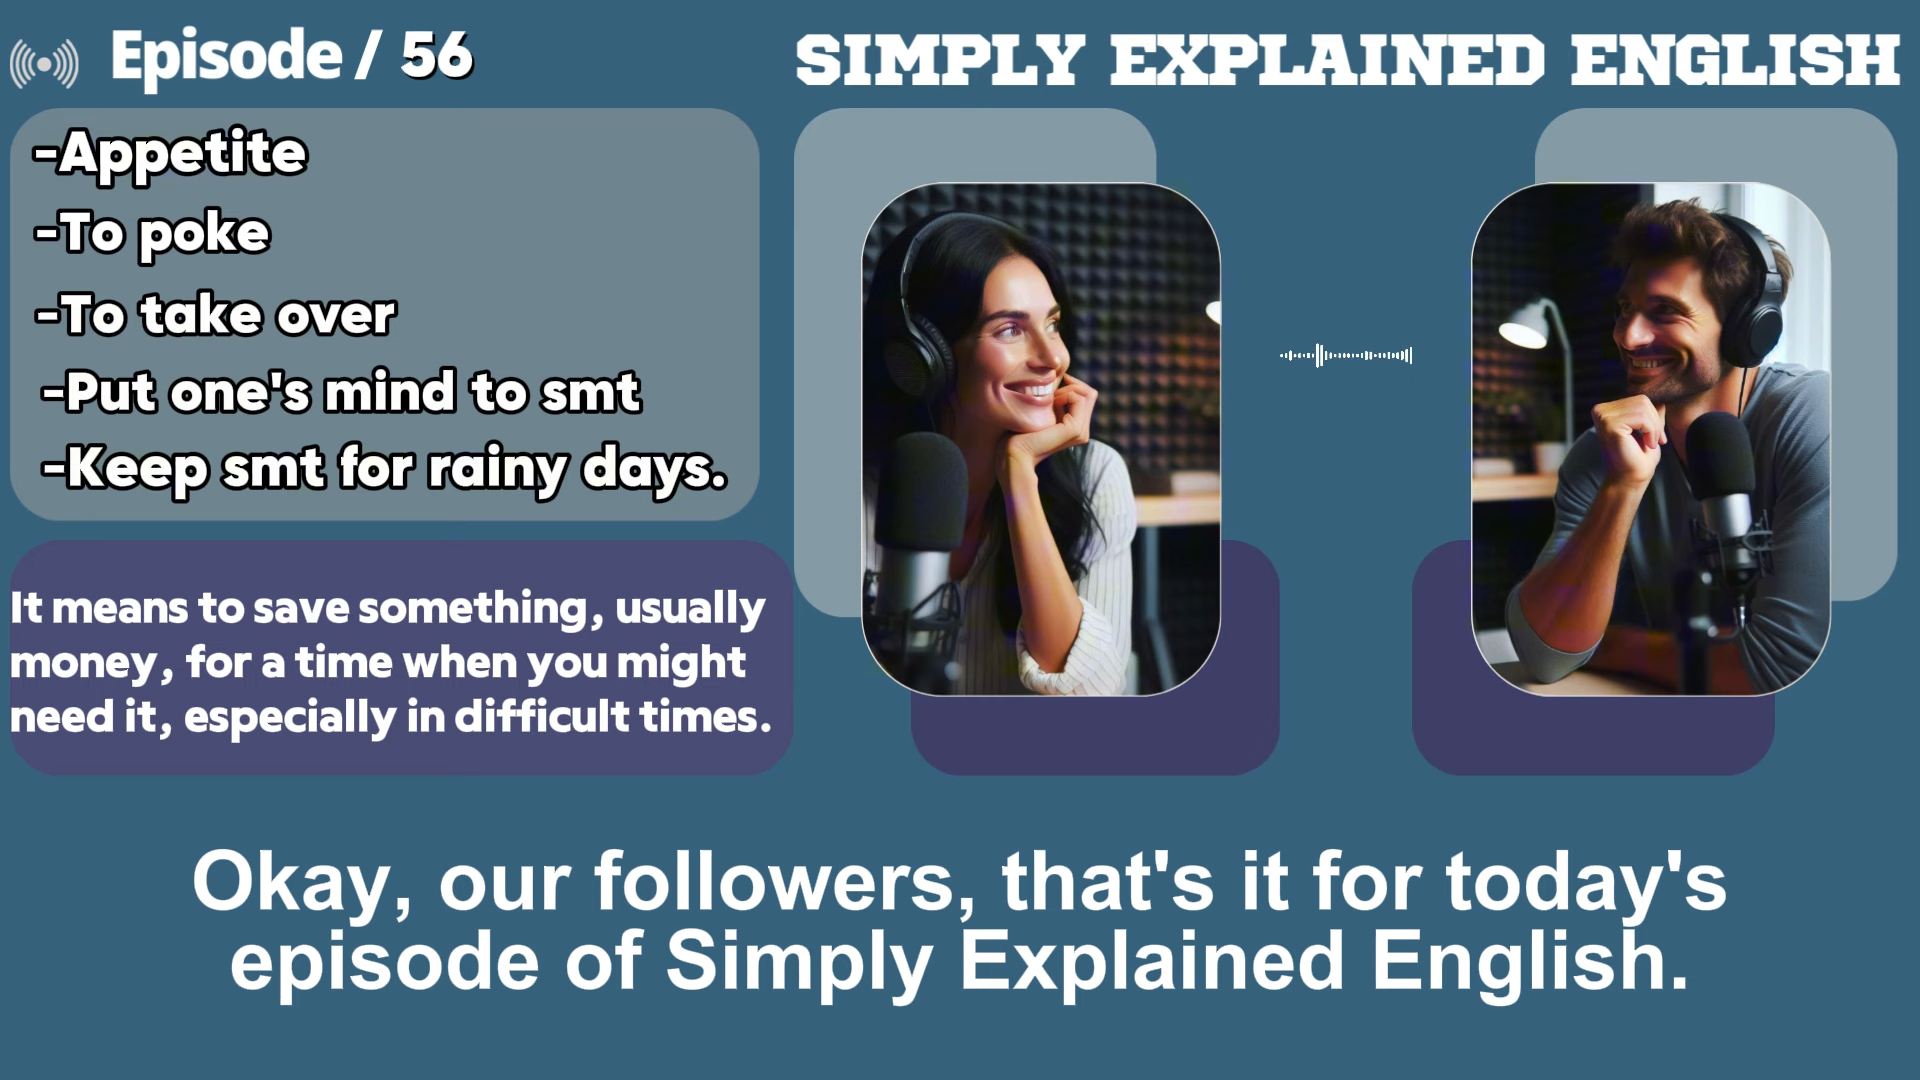 Episode / 56
SIMPLY EXPLAINED ENGLISH
-Appetite
-To poke
-To take over
-Put one's mind to smt
-Keep smt for rainy days.
It means to save something, usually
money, for a time when you might
need it, especially in difficult times.
Okay, our followers, that's it for today's
episode of Simply Explained English.